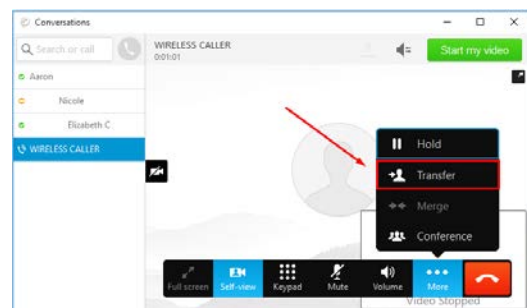 Conversations
Search or call
WIRELESS CALLER
0:01:01
Start my video
Aaron
Nicole
Elizabeth C
WIRELESS CALLER
Hold
Transfer
Merge
Conference
Full screen
Self-view
Keypad
Mute
Volume
More
Video Stopped